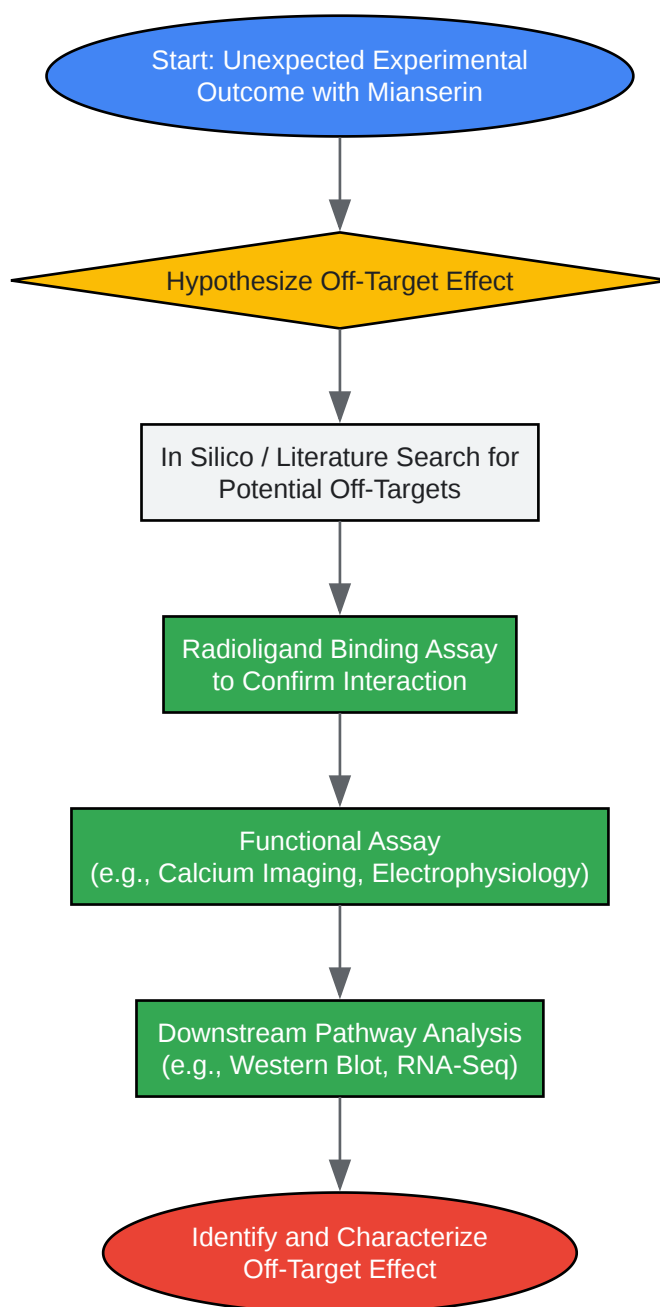 Start: Unexpected Experimental
Outcome with Mianserin
Hypothesize Off-Target Effect
In Silico / Literature Search for
Potential Off-Targets
Radioligand Binding Assay
to Confirm Interaction
Functional Assay
(e.g., Calcium Imaging, Electrophysiology)
Downstream Pathway Analysis
(e.g., Western Blot, RNA-Seq)
Identify and Characterize
Off-Target Effect